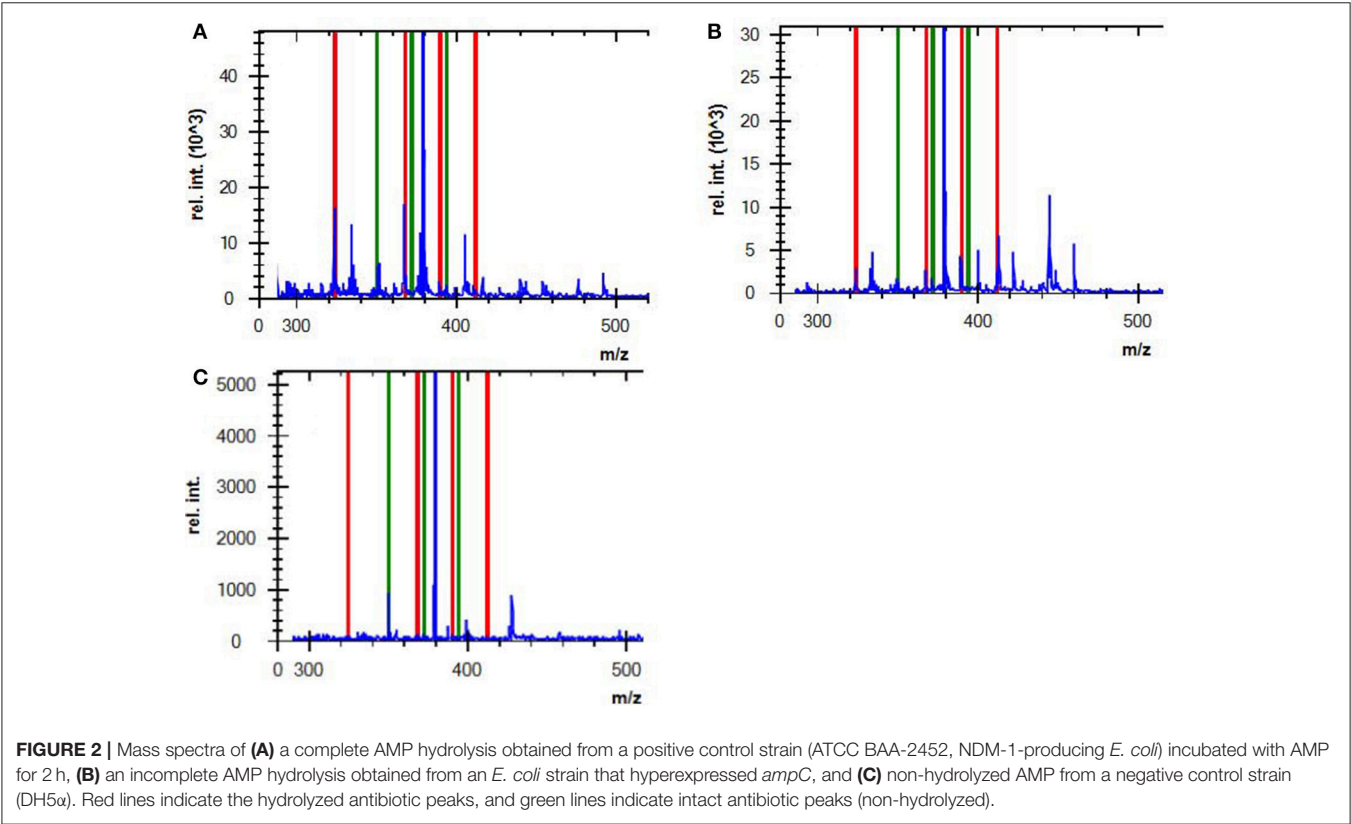 A
rel. int. (10^3)
40
30
20
10
0
0 300 400 500
m/z
B
rel. int. (10^3)
30
25
20
15
10
5
0
0 300 400 500
m/z
C
rel. int.
5000
4000
3000
2000
1000
0
0 300 400 500
m/z
FIGURE 2 | Mass spectra of (A) a complete AMP hydrolysis obtained from a positive control strain (ATCC BAA-2452, NDM-1-producing E. coli) incubated with AMP
for 2 h, (B) an incomplete AMP hydrolysis obtained from an E. coli strain that hyperexpressed ampC, and (C) non-hydrolyzed AMP from a negative control strain
(DH5α). Red lines indicate the hydrolyzed antibiotic peaks, and green lines indicate intact antibiotic peaks (non-hydrolyzed).